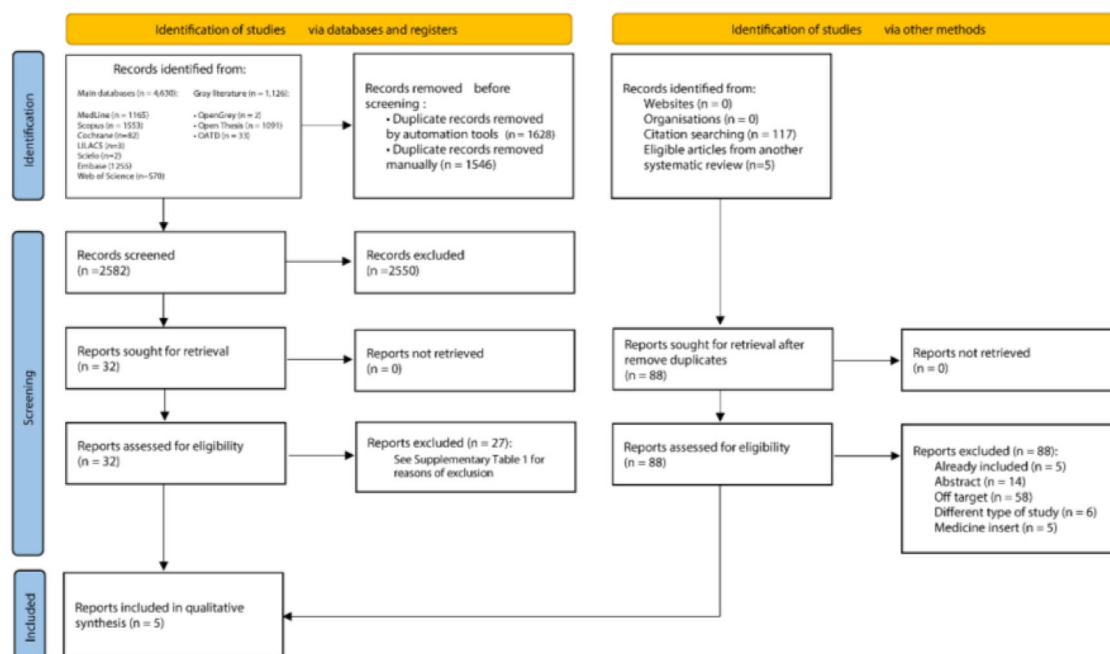 Identification of studies via databases and registers
Identification of studies via other methods
Identification
Records identified from:
Main databases (n = 4,630):
MedLine (n = 1165)
Scopus (n = 1553)
Cochrane (n=82)
LILACS (n=3)
Scielo (n=2)
Embase (1255)
Web of Science (n=570)
Gray literature (n = 1,126):
• OpenGrey (n = 2)
• Open Thesis (n = 1091)
• OATD (n = 33)
Records removed before
screening :
• Duplicate records removed
by automation tools (n = 1628)
• Duplicate records removed
manually (n = 1546)
Records identified from:
Websites (n = 0)
Organisations (n = 0)
Citation searching (n = 117)
Eligible articles from another
systematic review (n=5)
Screening
Records screened
(n =2582)
Records excluded
(n =2550)
Reports sought for retrieval
(n = 32)
Reports not retrieved
(n = 0)
Reports sought for retrieval after
remove duplicates
(n = 88)
Reports not retrieved
(n = 0)
Reports assessed for eligibility
(n = 32)
Reports excluded (n = 27):
See Supplementary Table 1 for
reasons of exclusion
Reports assessed for eligibility
(n = 88)
Reports excluded (n = 88):
Already included (n = 5)
Abstract (n = 14)
Off target (n = 58)
Different type of study (n = 6)
Medicine insert (n = 5)
Included
Reports included in qualitative
synthesis (n = 5)